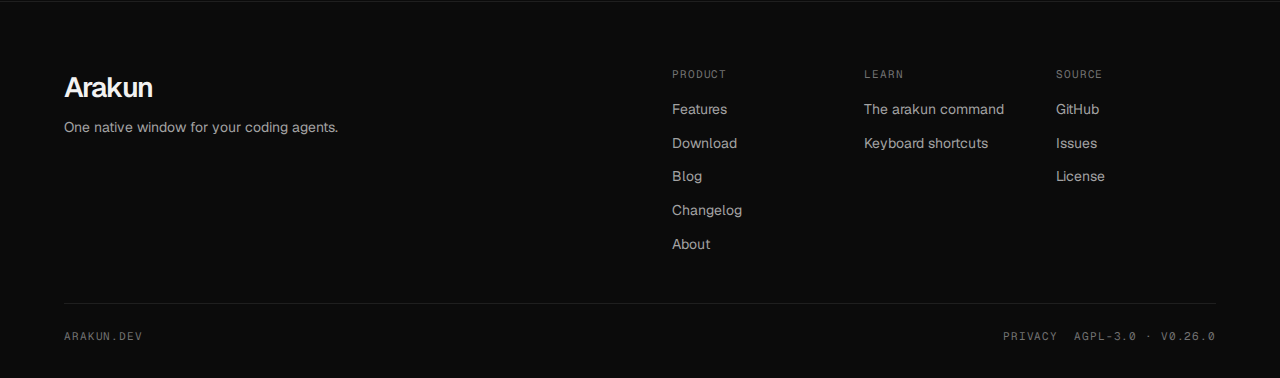 Arakun
One native window for your coding agents.
PRODUCT
Features
Download
Blog
Changelog
About
LEARN
The arakun command
Keyboard shortcuts
SOURCE
GitHub
Issues
License
ARAKUN.DEV
PRIVACY AGPL-3.0 · V0.26.0